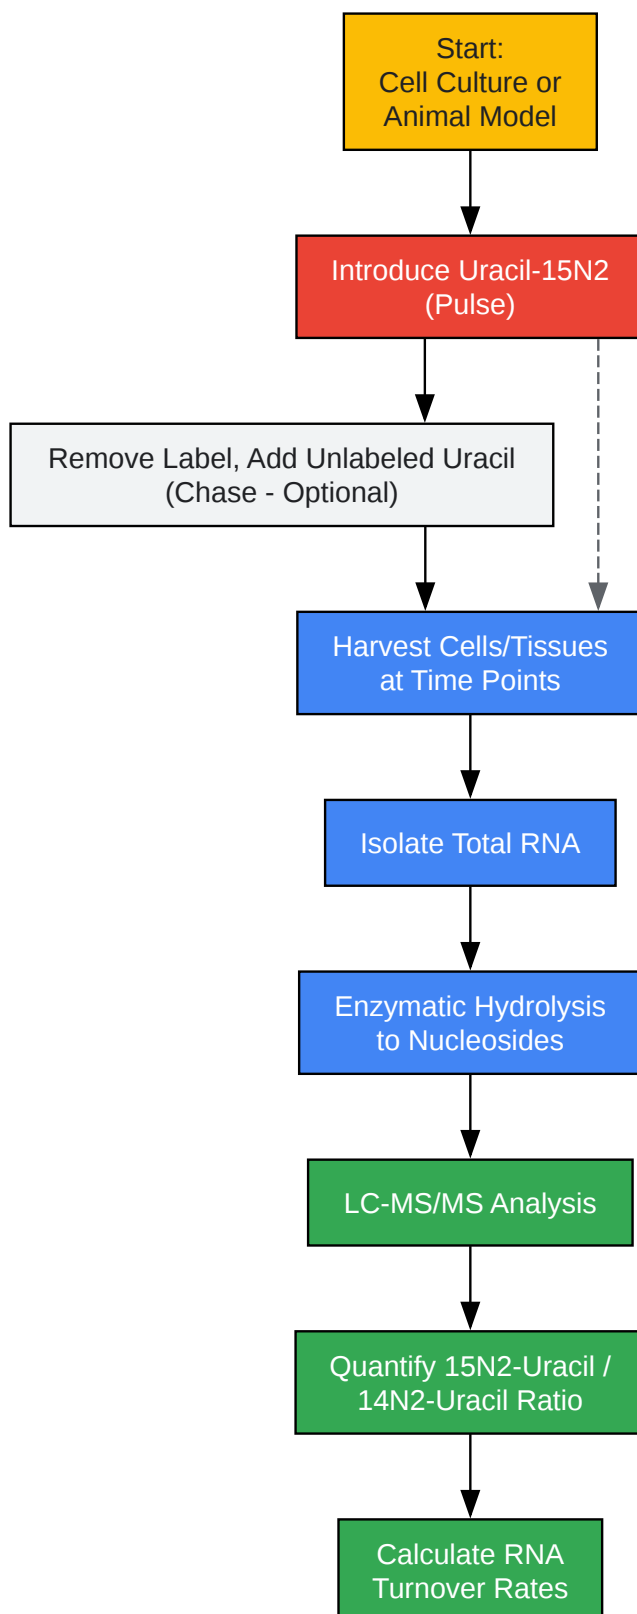 Start:
Cell Culture or
Animal Model
Introduce Uracil-15N2
(Pulse)
Remove Label, Add Unlabeled Uracil
(Chase - Optional)
Harvest Cells/Tissues
at Time Points
Isolate Total RNA
Enzymatic Hydrolysis
to Nucleosides
LC-MS/MS Analysis
Quantify 15N2-Uracil /
14N2-Uracil Ratio
Calculate RNA
Turnover Rates